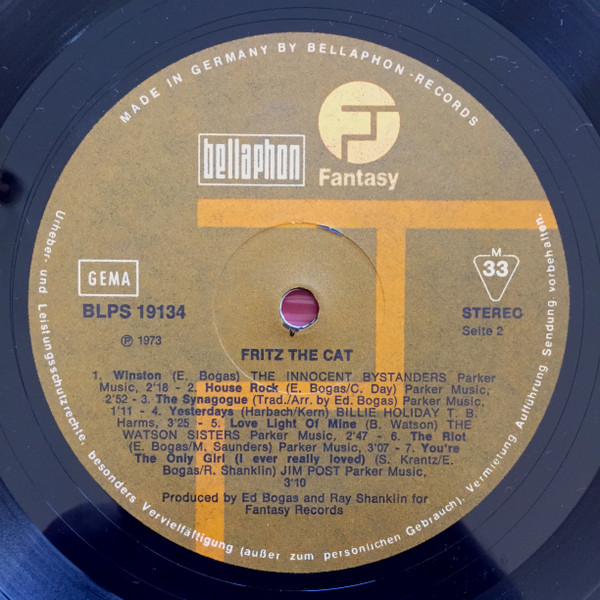 MADE IN GERMANY BY BELLAPHON-RECORDS
bellaphon
Fantasy
GEMA
BLPS 19134
Ⓟ 1973
M
33
STEREO
Seite 2
FRITZ THE CAT
1. Winston (E. Bogas) THE INNOCENT BYSTANDERS Parker
Music, 2'18 - 2. House Rock (E. Bogas/C. Day) Parker Music,
2'52 - 3. The Synagogue (Trad./Arr. by Ed. Bogas) Parker Music,
1'11 - 4. Yesterdays (Harbach/Kern) BILLIE HOLIDAY T. B.
Harms, 3'25 - 5. Love Light Of Mine (B. Watson) THE
WATSON SISTERS Parker Music, 2'47 - 6. The Riot
(E. Bogas/M. Saunders) Parker Music, 3'07 - 7. You're
The Only Girl (I ever really loved) (S. Krantz/E.
Bogas/R. Shanklin) JIM POST Parker Music,
3'10
Produced by Ed Bogas and Ray Shanklin for
Fantasy Records
Urheber- und Leistungsschutzrechte, besonders Vervielfältigung (außer zum persönlichen Gebrauch), Vermietung Aufführung Sendung vorbehalten.